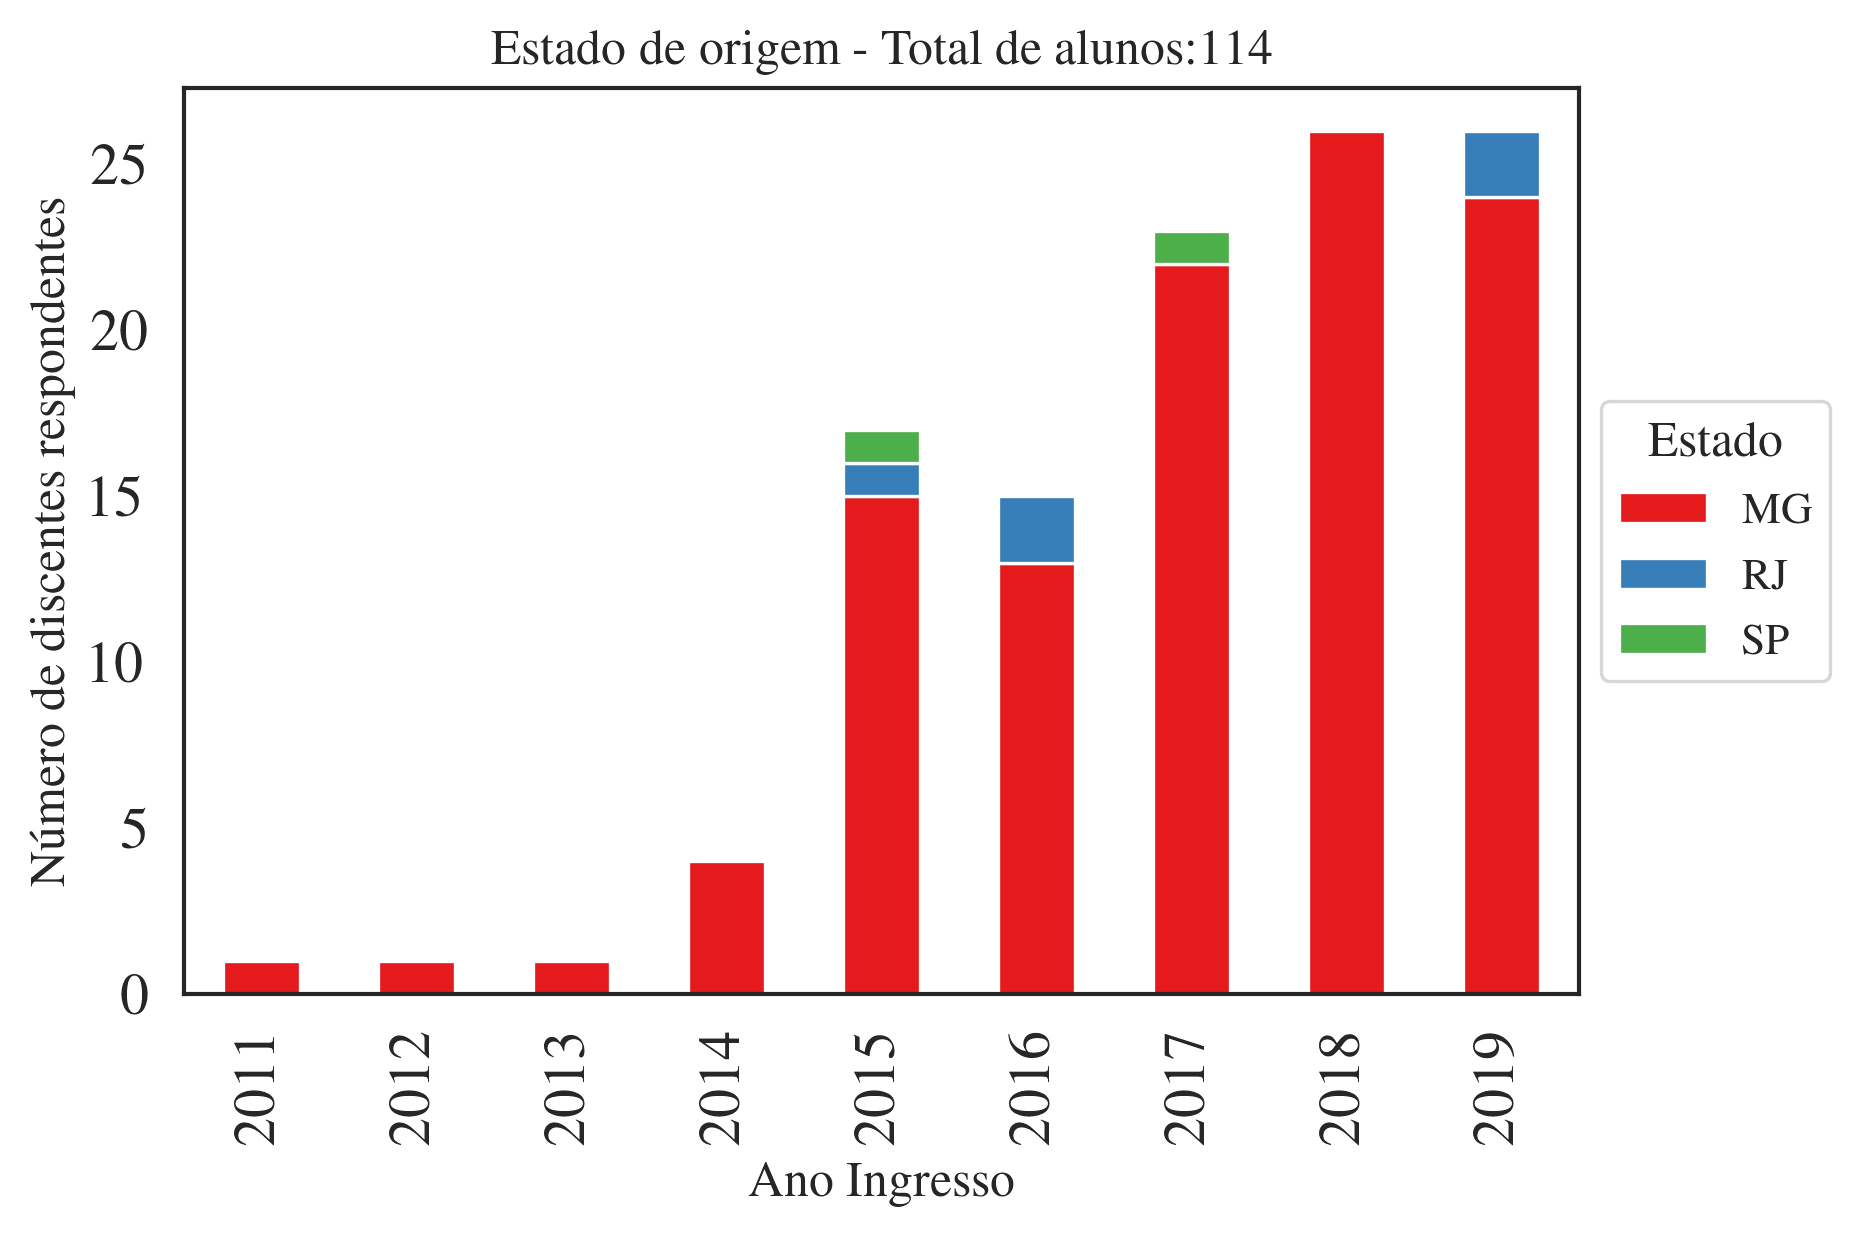 Estado de origem - Total de alunos:114
Número de discentes respondentes
25
20
15
10
5
0
2011
2012
2013
2014
2015
2016
2017
2018
2019
Ano Ingresso
Estado
MG
RJ
SP